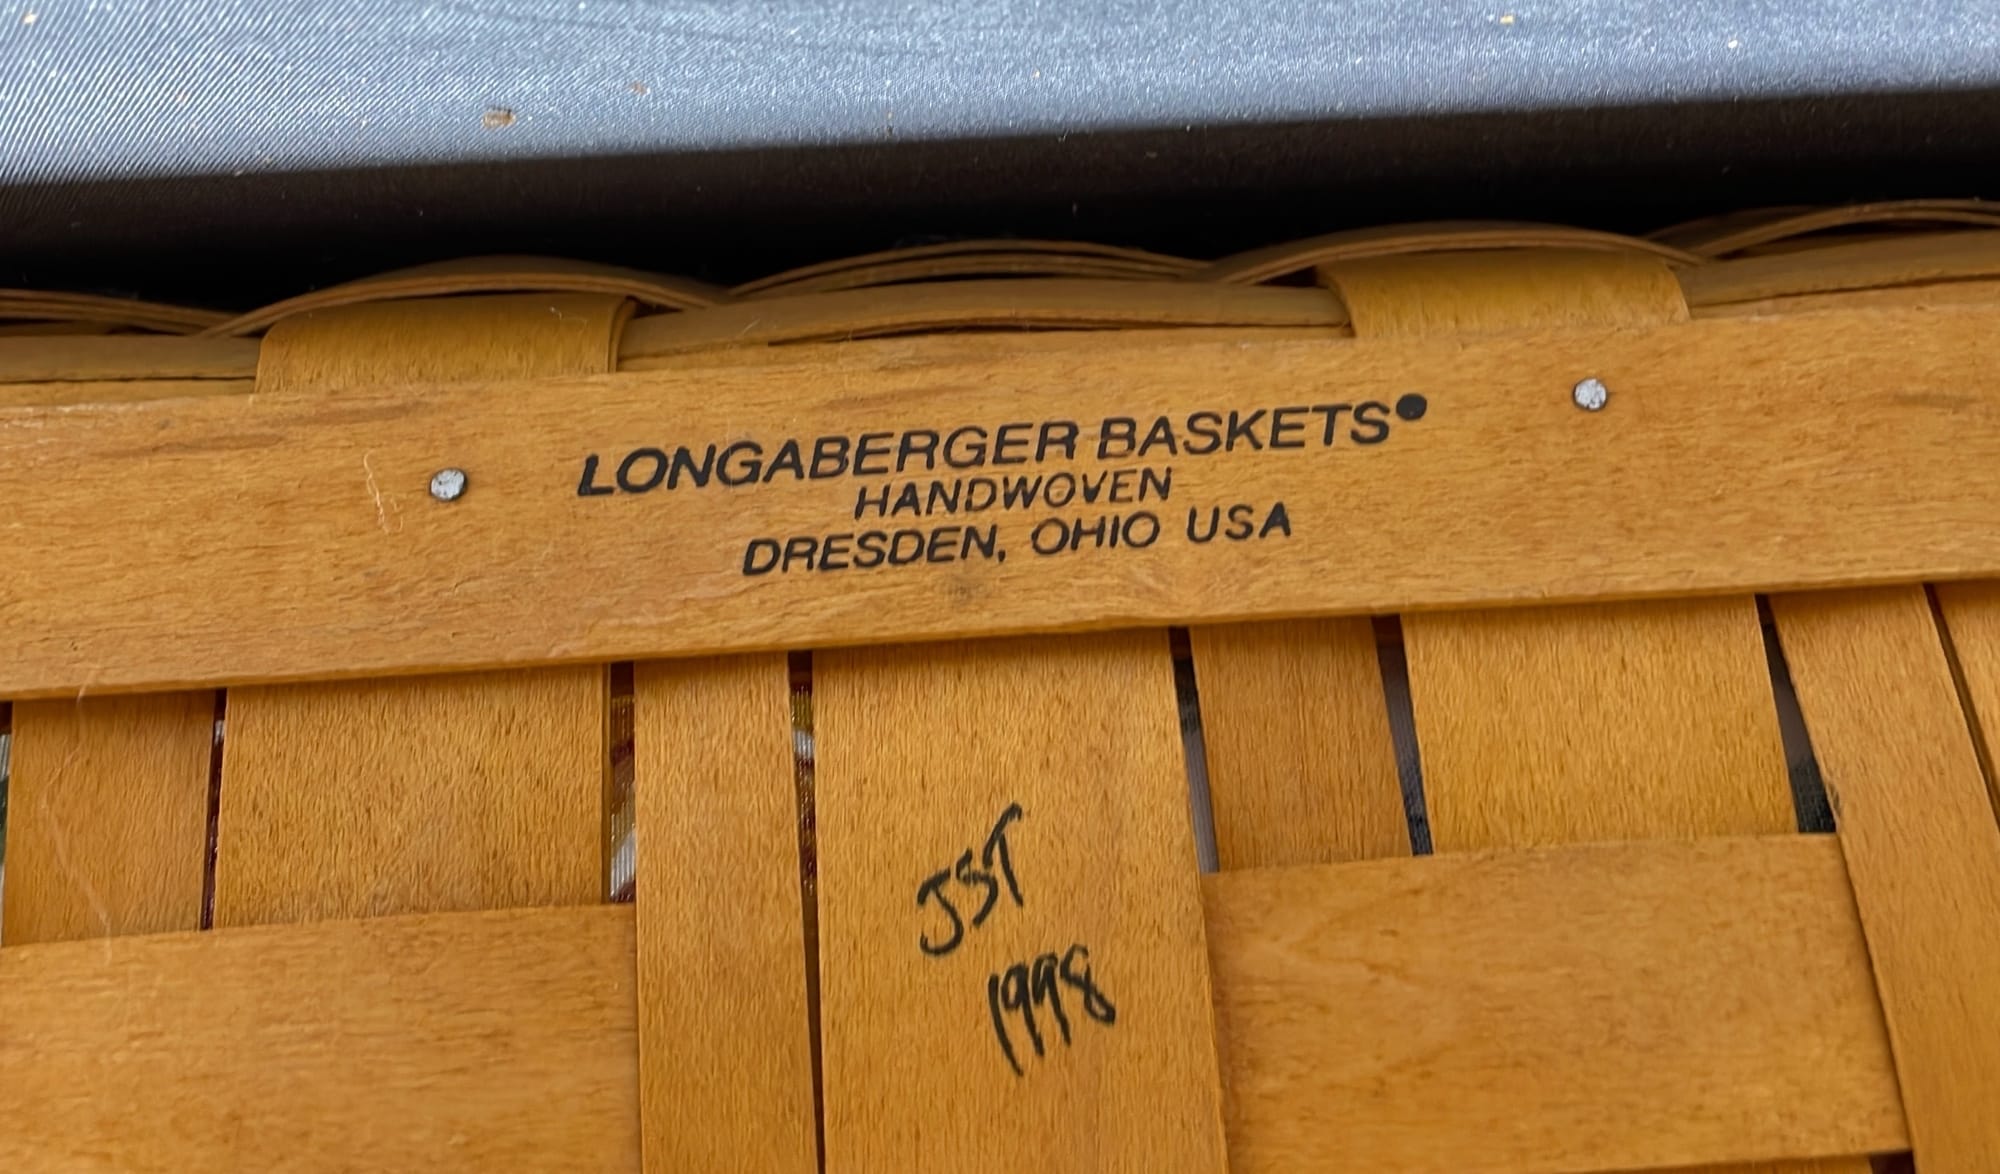 LONGABERGER BASKETS®
HANDWOVEN
DRESDEN, OHIO USA
JST
1998